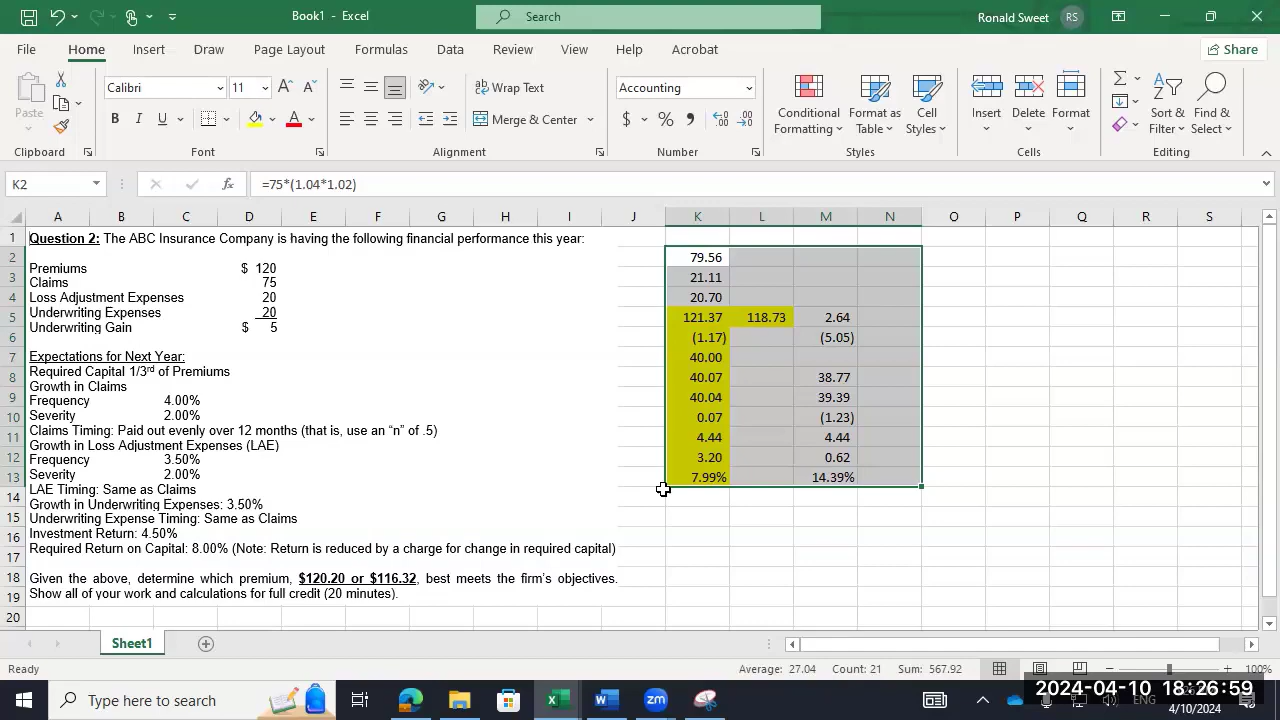 Book1 - Excel
Search
Ronald Sweet
RS
File Home Insert Draw Page Layout Formulas Data Review View Help Acrobat
Share
Paste
Calibri 11
B I U
Wrap Text
Merge & Center
Accounting
$ % ,
Conditional Formatting
Format as Table
Cell Styles
Insert Delete Format
Sort & Filter
Find & Select
Clipboard Font Alignment Number Styles Cells Editing
K2 fx =75*(1.04*1.02)
A B C D E F G H I J K L M N O P Q R S
1 Question 2: The ABC Insurance Company is having the following financial performance this year:
2 79.56
Premiums $ 120
3 Claims 75 21.11
4 Loss Adjustment Expenses 20 20.70
5 Underwriting Expenses 20 121.37 118.73 2.64
Underwriting Gain $ 5
6 (1.17) (5.05)
7 Expectations for Next Year: 40.00
8 Required Capital 1/3rd of Premiums 40.07 38.77
Growth in Claims
9 Frequency 4.00% 40.04 39.39
10 Severity 2.00% 0.07 (1.23)
11 Claims Timing: Paid out evenly over 12 months (that is, use an "n" of .5) 4.44 4.44
Growth in Loss Adjustment Expenses (LAE)
12 Frequency 3.50% 3.20 0.62
13 Severity 2.00% 7.99% 14.39%
14 LAE Timing: Same as Claims
Growth in Underwriting Expenses: 3.50%
15 Underwriting Expense Timing: Same as Claims
16 Investment Return: 4.50%
17 Required Return on Capital: 8.00% (Note: Return is reduced by a charge for change in required capital)
18 Given the above, determine which premium, $120.20 or $116.32, best meets the firm's objectives.
19 Show all of your work and calculations for full credit (20 minutes).
20
Sheet1
Ready
Average: 27.04 Count: 21 Sum: 567.92
100%
Type here to search
2024-04-10 18:26:59
ENG
4/10/2024